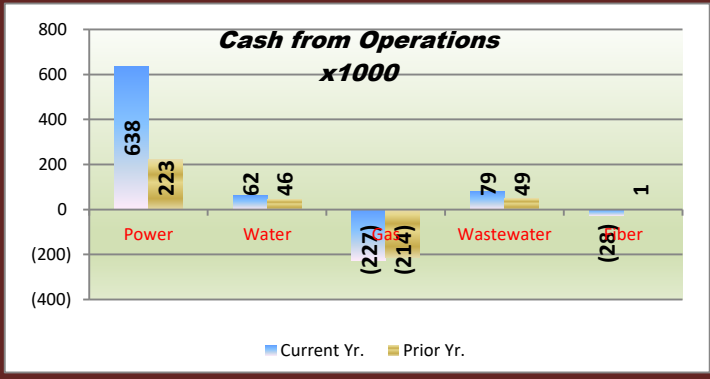 Cash from Operations
x1000
800
600
400
200
0
(200)
(400)
638
223
62
46
(227)
(214)
79
49
(28)
1
Power
Water
Gas
Wastewater
Fiber
Current Yr.
Prior Yr.